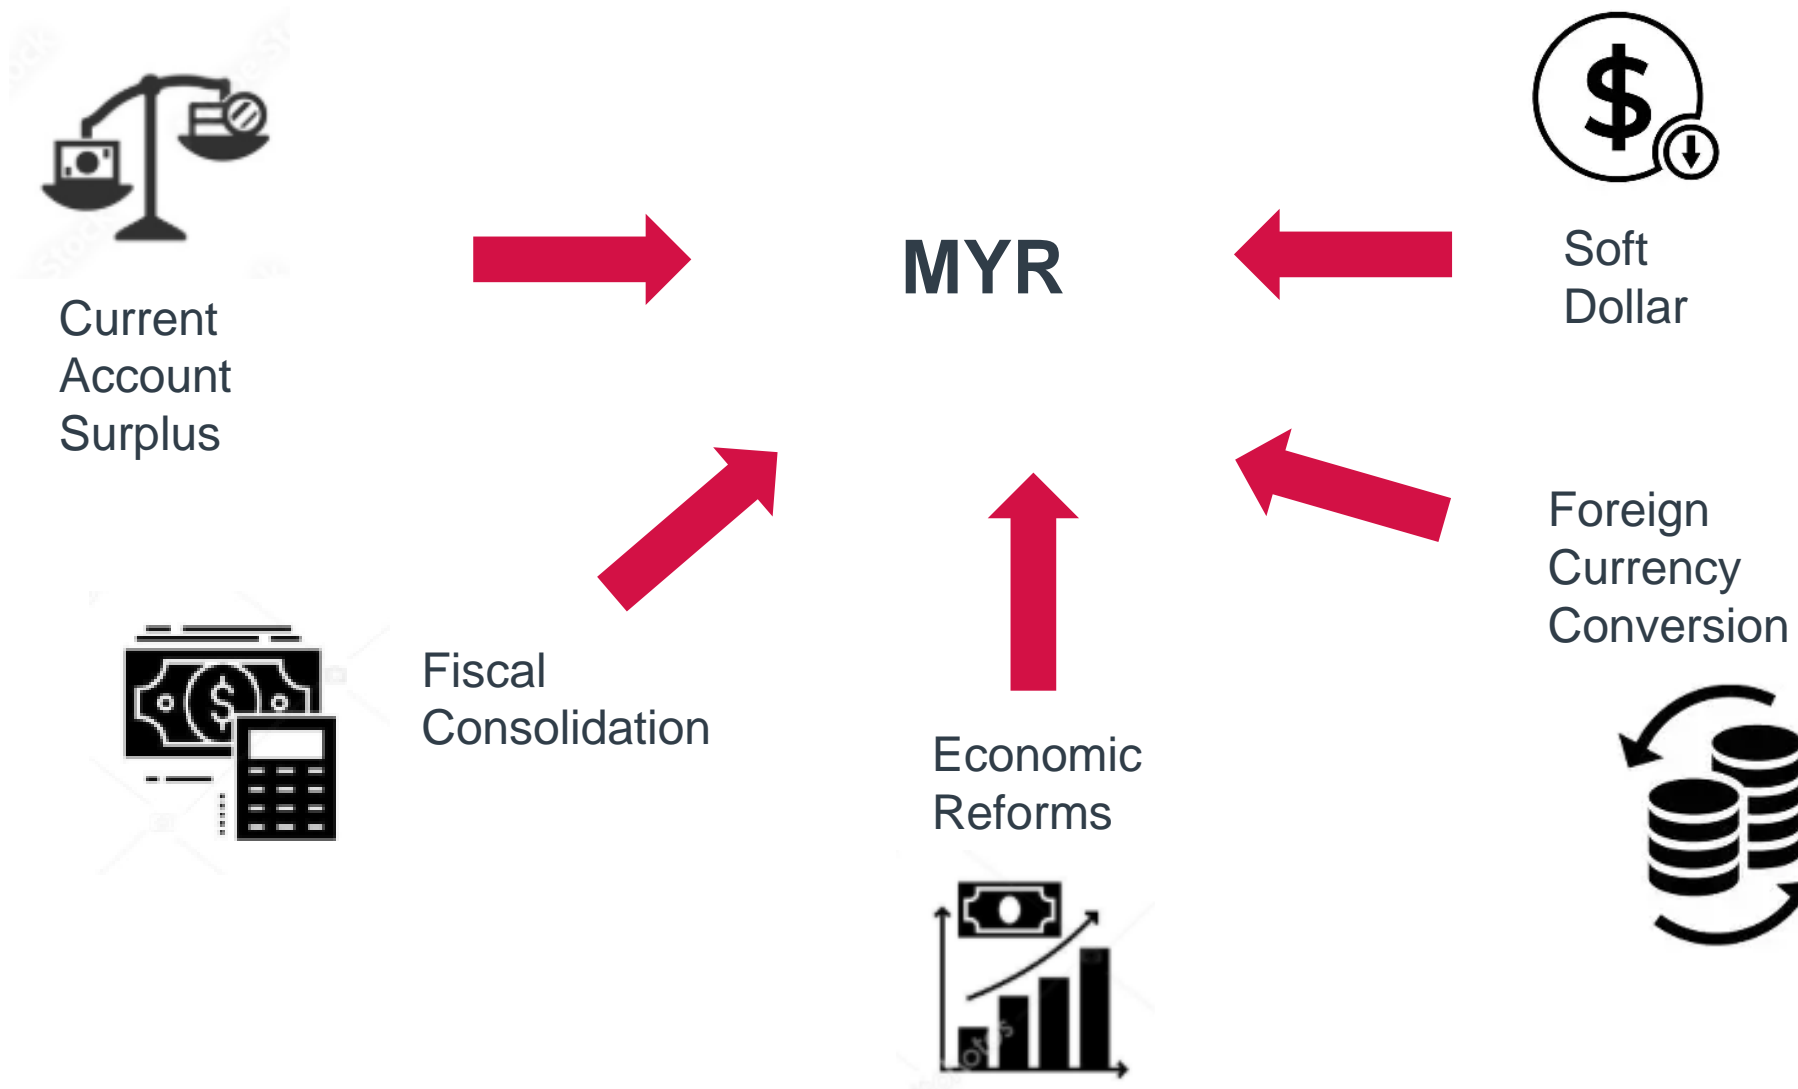 MYR
Current
Account
Surplus
Soft
Dollar
Foreign
Currency
Conversion
Fiscal
Consolidation
Economic
Reforms